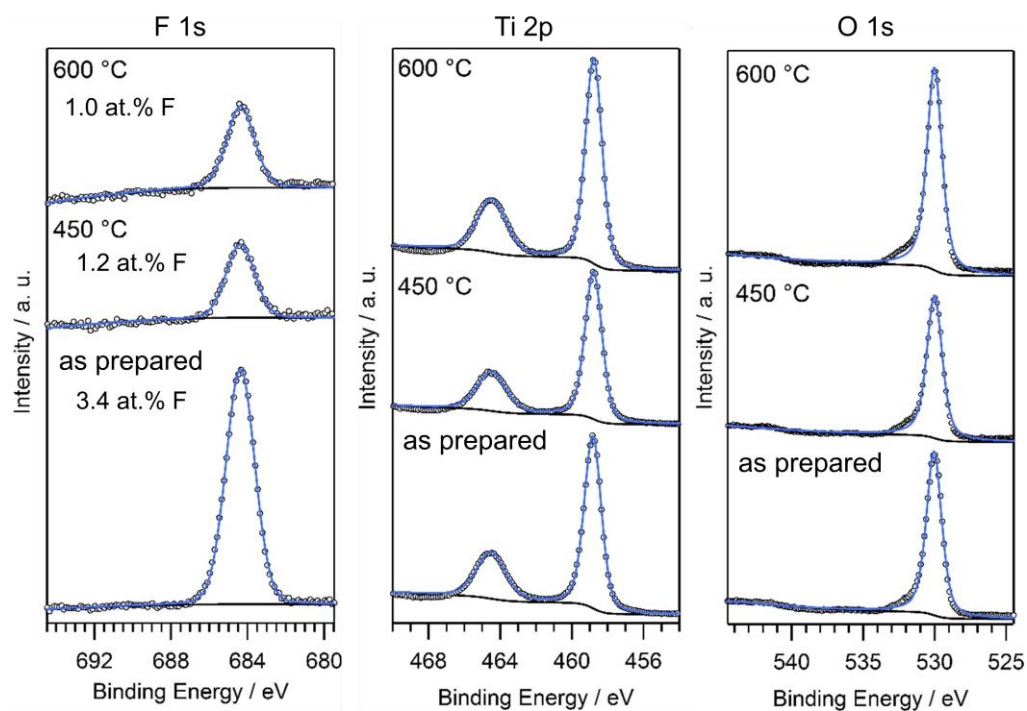 F 1s
600 °C
1.0 at.% F
450 °C
1.2 at.% F
as prepared
3.4 at.% F
Intensity / a. u.
692 688 684 680
Binding Energy / eV
Ti 2p
600 °C
450 °C
as prepared
Intensity / a. u.
468 464 460 456
Binding Energy / eV
O 1s
600 °C
450 °C
as prepared
Intensity / a. u.
540 535 530 525
Binding Energy / eV